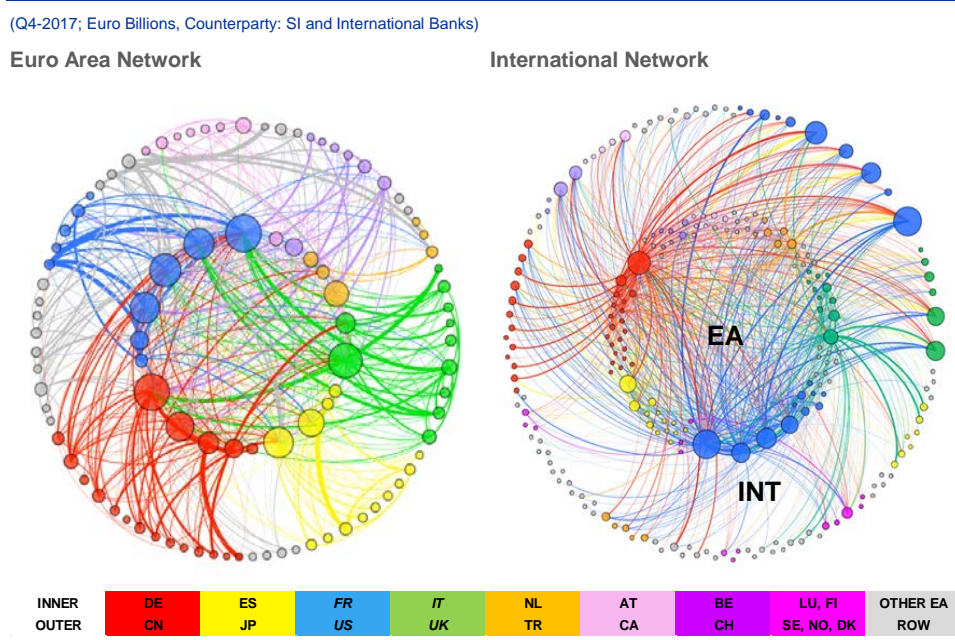 (Q4-2017; Euro Billions, Counterparty: SI and International Banks)
Euro Area Network
International Network
EA
INT
INNER DE ES FR IT NL AT BE LU, FI OTHER EA
OUTER CN JP US UK TR CA CH SE, NO, DK ROW